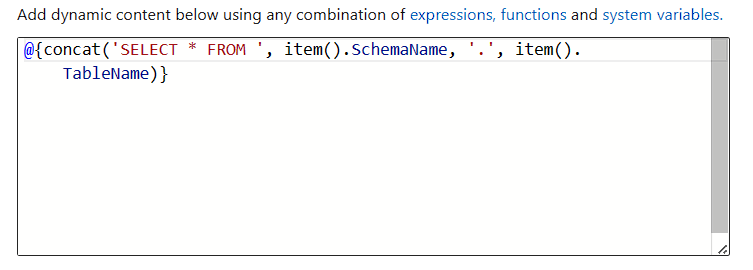 Add dynamic content below using any combination of expressions, functions and system variables.
@{concat('SELECT * FROM ', item().SchemaName, '.', item().
TableName)}